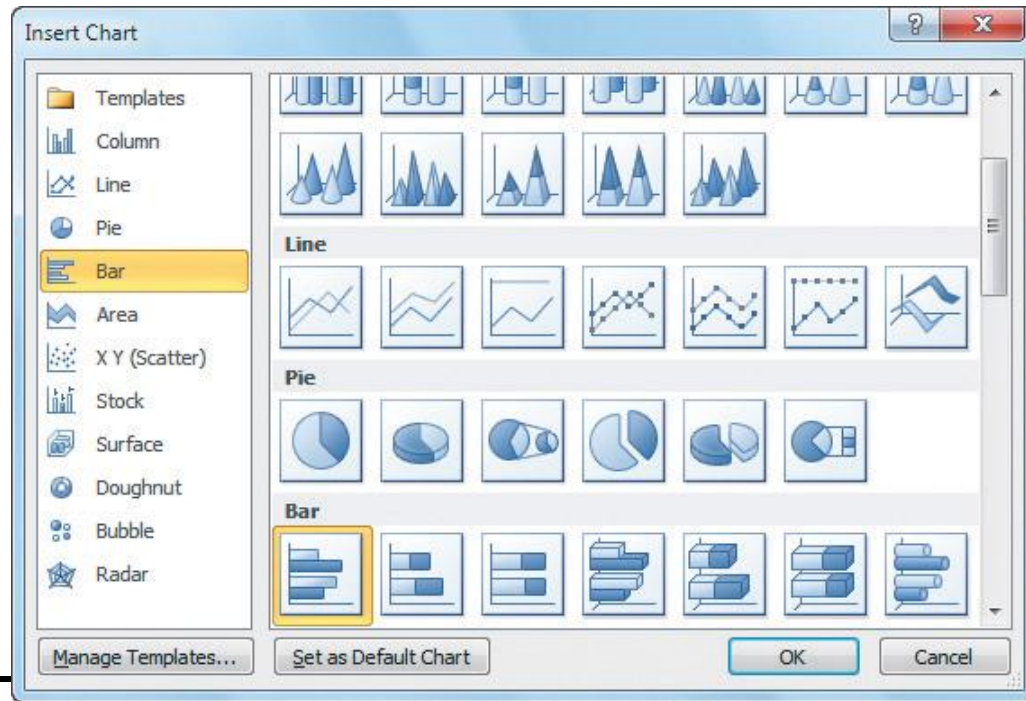 Insert Chart
Templates
Column
Line
Pie
Bar
Area
X Y (Scatter)
Stock
Surface
Doughnut
Bubble
Radar
Line
Pie
Bar
Manage Templates...
Set as Default Chart
OK
Cancel